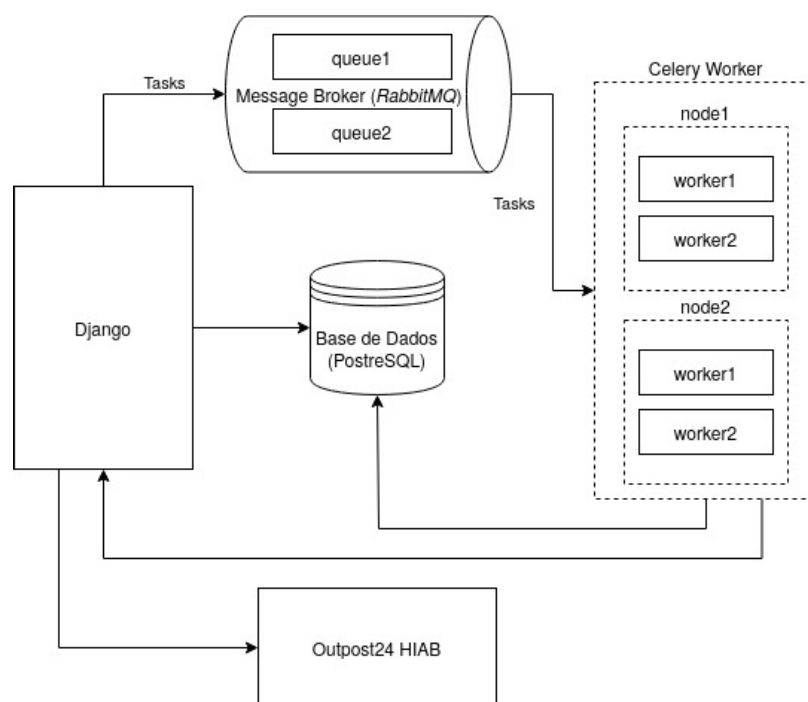 queue1
Tasks
Message Broker (RabbitMQ)
queue2
Celery Worker
node1
worker1
Tasks
worker2
node2
Django
Base de Dados
(PostreSQL)
worker1
worker2
Outpost24 HIAB